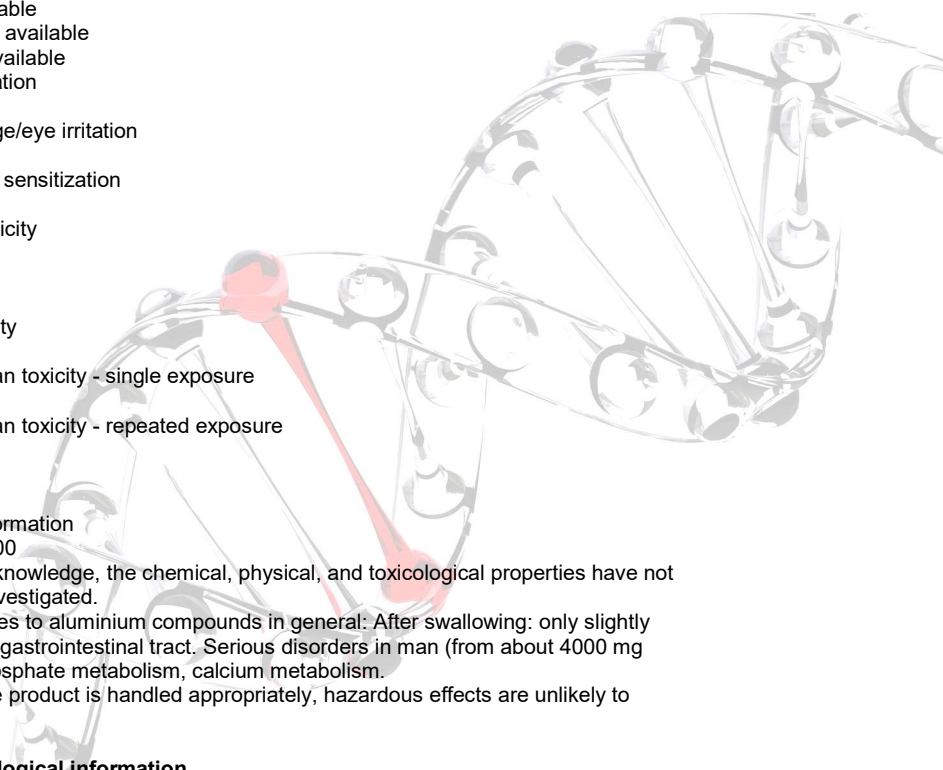 able
available
vailable
ation
ge/eye irritation
sensitization
icity
ty
an toxicity - single exposure
an toxicity - repeated exposure
ormation
00
knowledge, the chemical, physical, and toxicological properties have not
vestigated.
es to aluminium compounds in general: After swallowing: only slightly
gastrointestinal tract. Serious disorders in man (from about 4000 mg
osphate metabolism, calcium metabolism.
e product is handled appropriately, hazardous effects are unlikely to
logical information